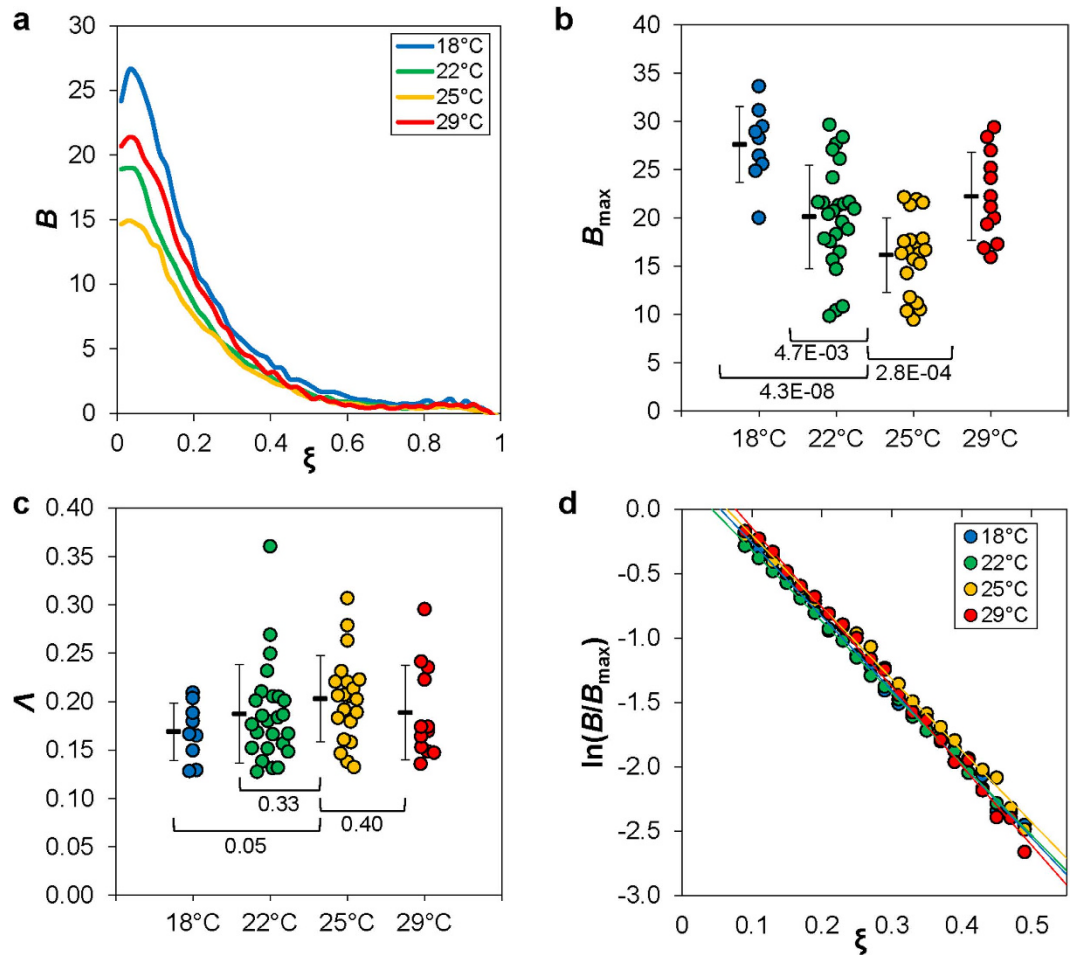 a
30
25
20
15
10
5
0
B
0 0.2 0.4 0.6 0.8 1
ξ
18°C
22°C
25°C
29°C
b
40
35
30
25
20
15
10
5
0
Bmax
4.7E-03
2.8E-04
4.3E-08
18°C 22°C 25°C 29°C
c
0.40
0.35
0.30
0.25
0.20
0.15
0.10
0.05
0.00
Λ
0.33
0.40
0.05
18°C 22°C 25°C 29°C
d
0.0
-0.5
-1.0
-1.5
-2.0
-2.5
-3.0
ln(B/Bmax)
0 0.1 0.2 0.3 0.4 0.5
ξ
18°C
22°C
25°C
29°C